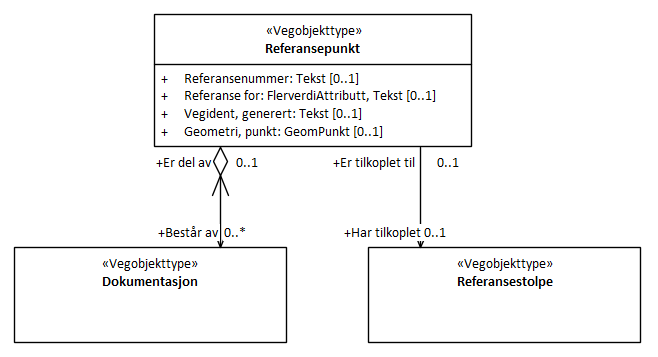 «Vegobjekttype»
Referansepunkt
+ Referansenummer: Tekst [0..1]
+ Referanse for: FlerverdiAttributt, Tekst [0..1]
+ Vegident, generert: Tekst [0..1]
+ Geometri, punkt: GeomPunkt [0..1]
+Er del av 0..1 +Er tilkoplet til 0..1
+Består av 0..* +Har tilkoplet 0..1
«Vegobjekttype» «Vegobjekttype»
Dokumentasjon Referansestolpe